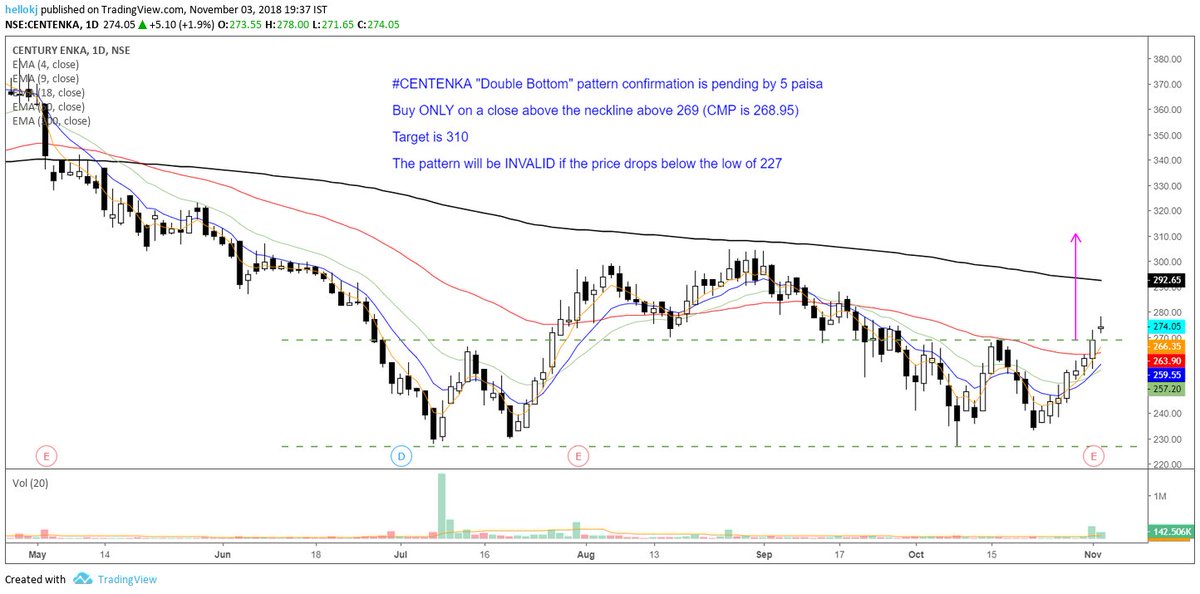 hellokj published on TradingView.com, November 03, 2018 19:37 IST
NSE:CENTENKA, 1D 274.05 ▲ +5.10 (+1.9%) O:273.55 H:278.00 L:271.65 C:274.05
CENTURY ENKA, 1D, NSE
EMA (4, close)
EMA (9, close)
(18, close)
EMA close)
EMA close)
#CENTENKA "Double Bottom" pattern confirmation is pending by 5 paisa
Buy ONLY on a close above the neckline above 269 (CMP is 268.95)
Target is 310
The pattern will be INVALID if the price drops below the low of 227
380.00
370.00
360.00
350.00
340.00
330.00
320.00
310.00
300.00
292.65
280.00
274.05
266.35
263.90
259.55
257.20
240.00
230.00
220.00
E
D
E
E
Vol (20)
1M
142.506K
May 14 Jun 18 Jul 16 Aug 13 Sep 17 Oct 15 Nov
Created with TradingView